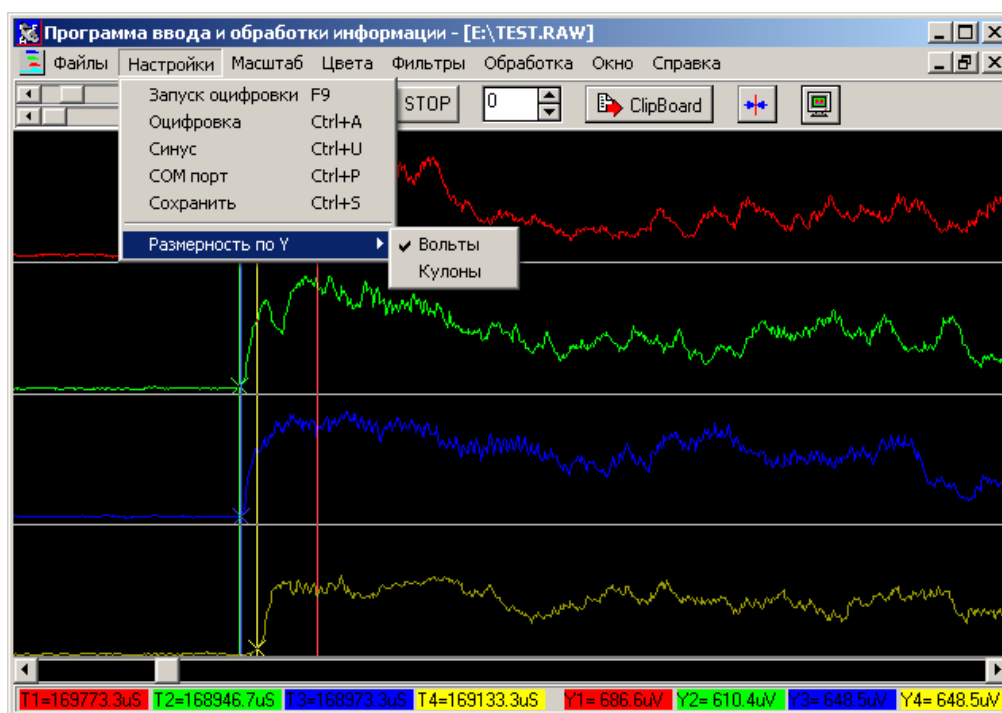 Программа ввода и обработки информации - [E:\TEST.RAW]
Файлы Настройки Масштаб Цвета Фильтры Обработка Окно Справка
STOP 0 ClipBoard
Запуск оцифровки F9
Оцифровка Ctrl+A
Синус Ctrl+U
COM порт Ctrl+P
Сохранить Ctrl+S
Размерность по Y
Вольты
Кулоны
T1=169773.3uS T2=168946.7uS T3=168973.3uS T4=169133.3uS Y1= 686.6uV Y2= 610.4uV Y3= 648.5uV Y4= 648.5uV